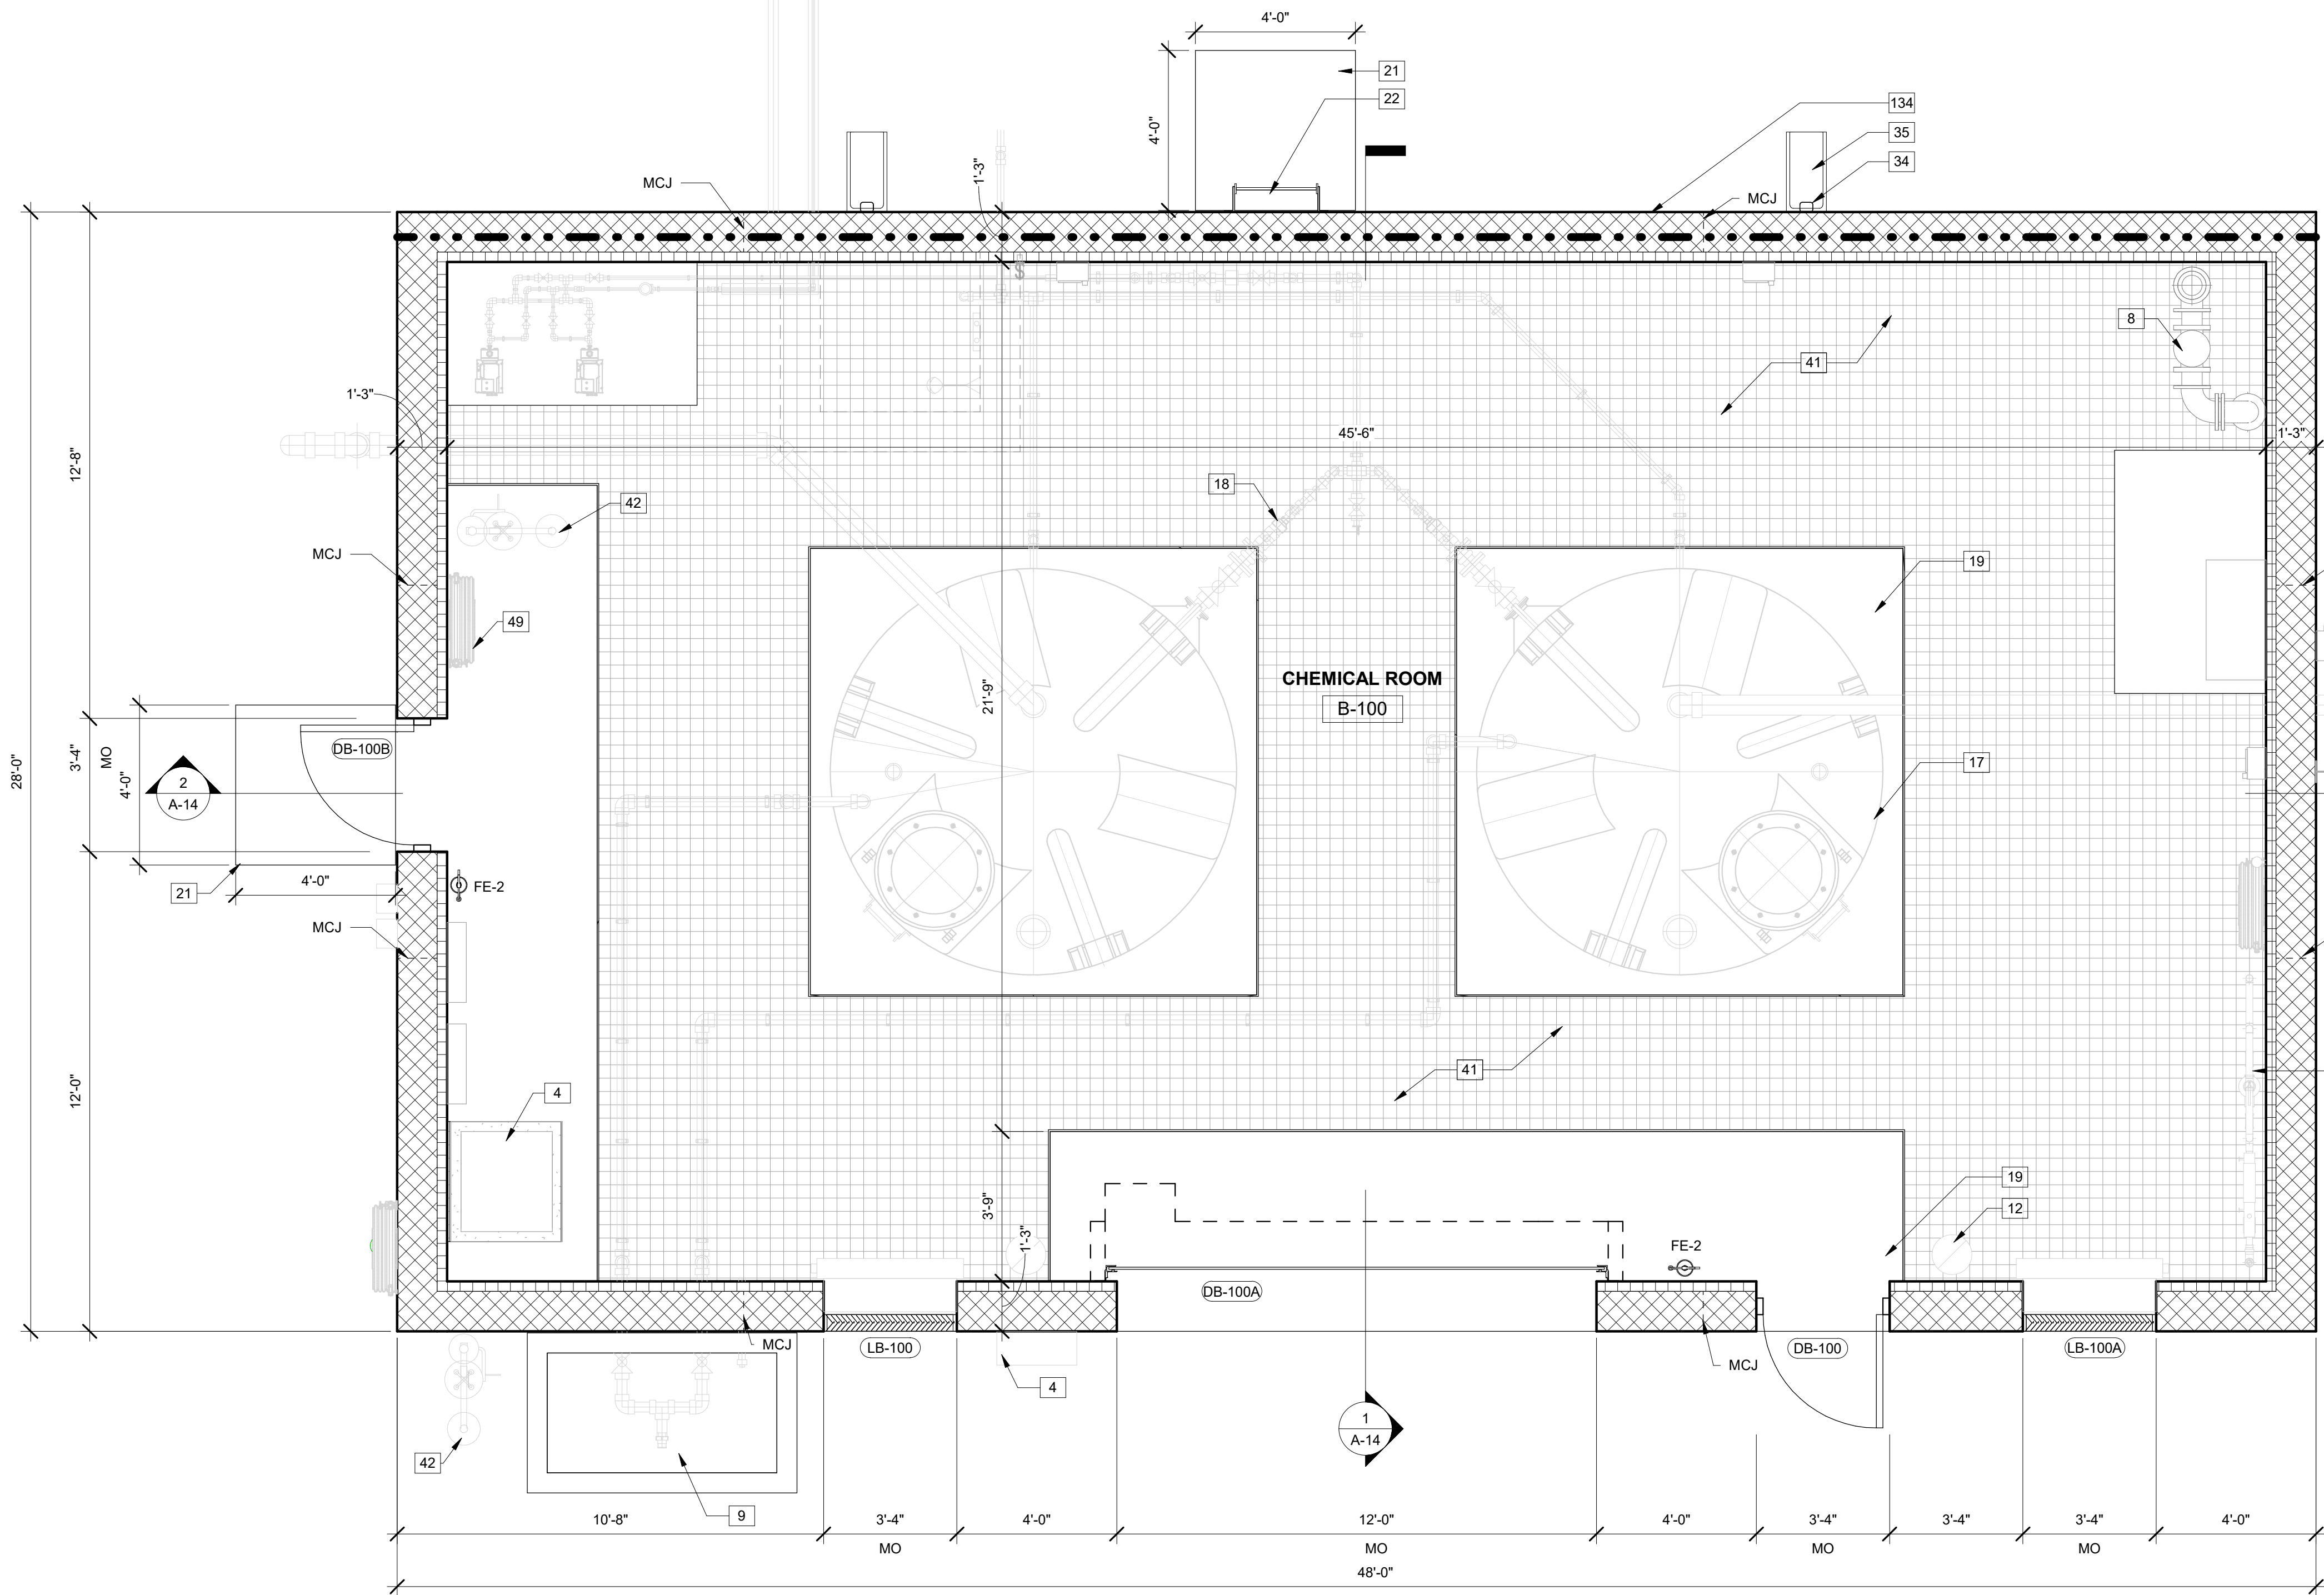 4'-0"
21
4'-0"
22
134
35
34
1'-3"
MCJ
MCJ
8
41
1'-3"
45'-6"
1'-3"
12'-8"
18
42
MCJ
49
19
28'-0"
21'-9"
CHEMICAL ROOM
B-100
DB-100B
3'-4"
MO
4'-0"
2
A-14
17
21
4'-0"
FE-2
MCJ
12'-0"
4
41
3'-9"
19
12
1'-3"
FE-2
DB-100A
MCJ
LB-100
4
MCJ
DB-100
LB-100A
1
A-14
42
9
S
10'-8"
3'-4"
4'-0"
12'-0"
4'-0"
3'-4"
3'-4"
3'-4"
4'-0"
MO
MO
MO
MO
48'-0"